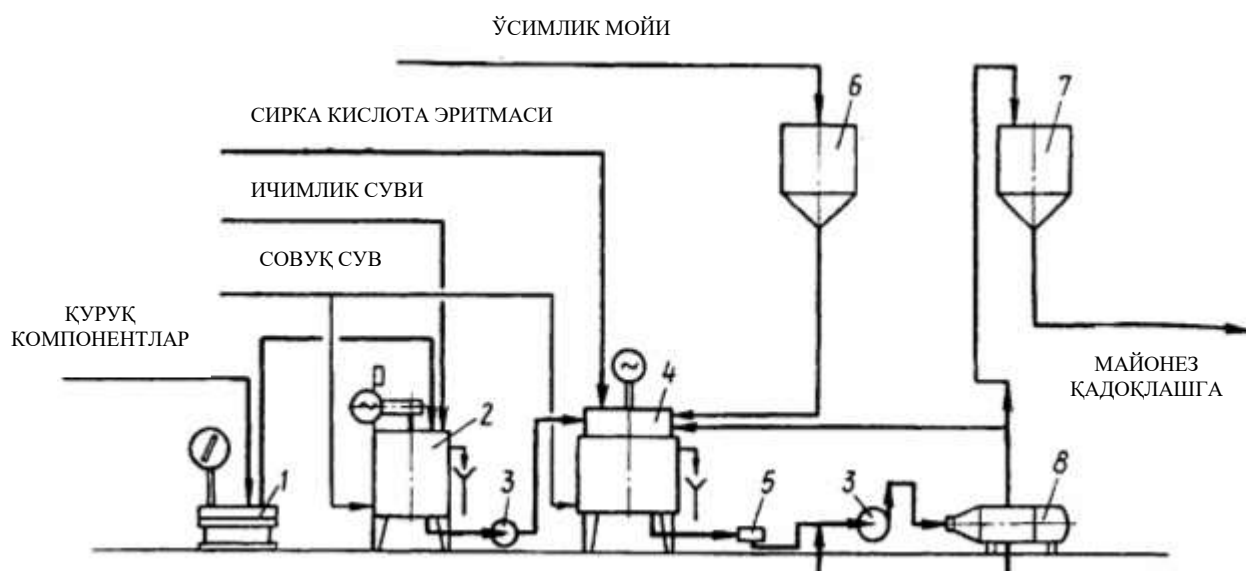 ЎСИМЛИК МОЙИ
6
7
СИРКА КИСЛОТА ЭРИТМАСИ
ИЧИМЛИК СУВИ
СОВУҚ СУВ
ҚУРУҚ
КОМПОНЕНТЛАР
МАЙОНЕЗ
ҚАДОҚЛАШГА
4
2
1
3
5
3
8